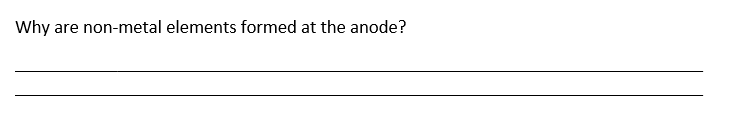 Why are non-metal elements formed at the anode?